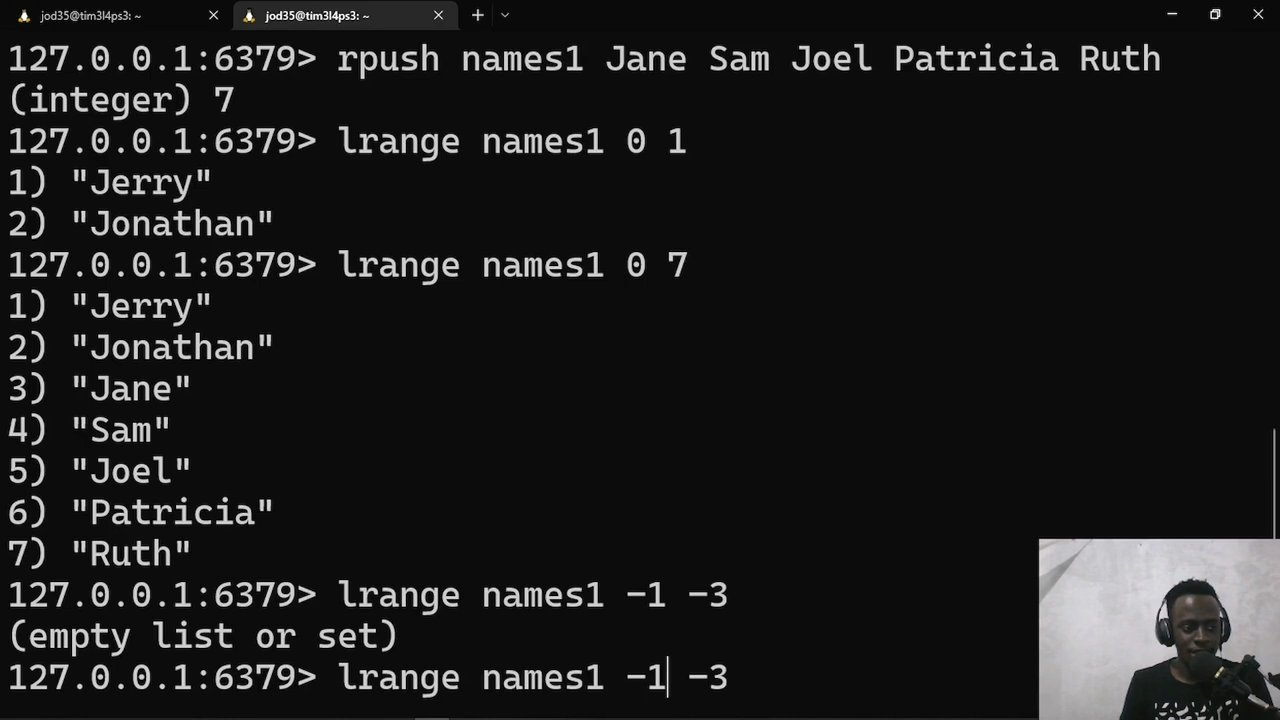 jod35@tim3l4ps3: ~
jod35@tim3l4ps3: ~
127.0.0.1:6379> rpush names1 Jane Sam Joel Patricia Ruth
(integer) 7
127.0.0.1:6379> lrange names1 0 1
1) "Jerry"
2) "Jonathan"
127.0.0.1:6379> lrange names1 0 7
1) "Jerry"
2) "Jonathan"
3) "Jane"
4) "Sam"
5) "Joel"
6) "Patricia"
7) "Ruth"
127.0.0.1:6379> lrange names1 -1 -3
(empty list or set)
127.0.0.1:6379> lrange names1 -1 -3